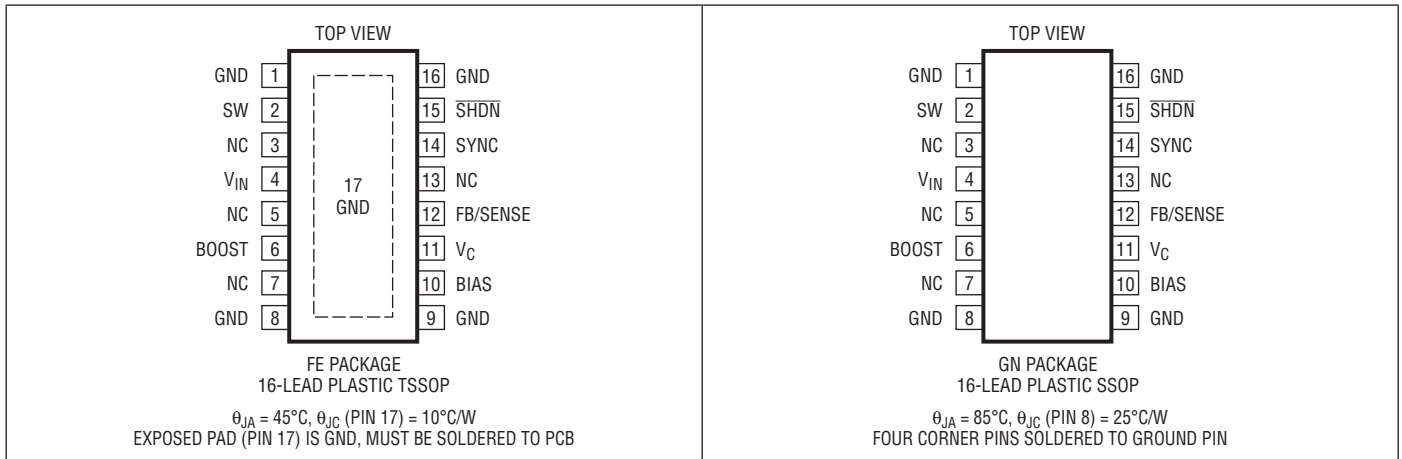 TOP VIEW
GND 1
SW 2
NC 3
VIN 4
NC 5
BOOST 6
NC 7
GND 8
17
GND
16 GND
15 SHDN
14 SYNC
13 NC
12 FB/SENSE
11 VC
10 BIAS
9 GND
FE PACKAGE
16-LEAD PLASTIC TSSOP
θJA = 45°C, θJC (PIN 17) = 10°C/W
EXPOSED PAD (PIN 17) IS GND, MUST BE SOLDERED TO PCB
TOP VIEW
GND 1
SW 2
NC 3
VIN 4
NC 5
BOOST 6
NC 7
GND 8
16 GND
15 SHDN
14 SYNC
13 NC
12 FB/SENSE
11 VC
10 BIAS
9 GND
GN PACKAGE
16-LEAD PLASTIC SSOP
θJA = 85°C, θJC (PIN 8) = 25°C/W
FOUR CORNER PINS SOLDERED TO GROUND PIN